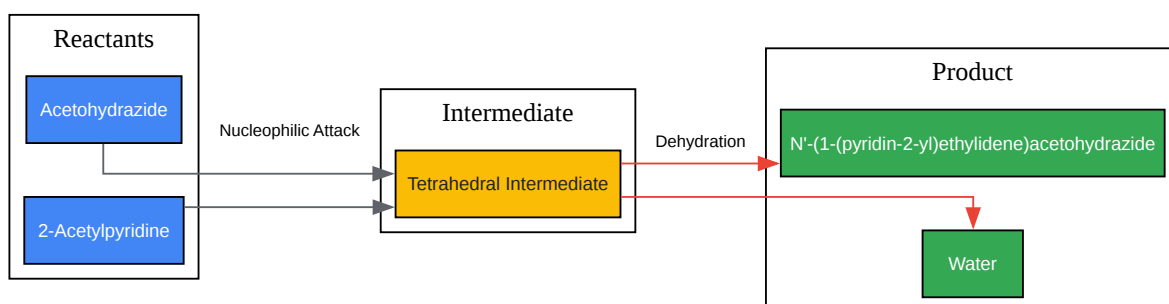 Reactants
Acetohydrazide
2-Acetylpyridine
Nucleophilic Attack
Intermediate
Tetrahedral Intermediate
Dehydration
Product
N'-(1-(pyridin-2-yl)ethylidene)acetohydrazide
Water